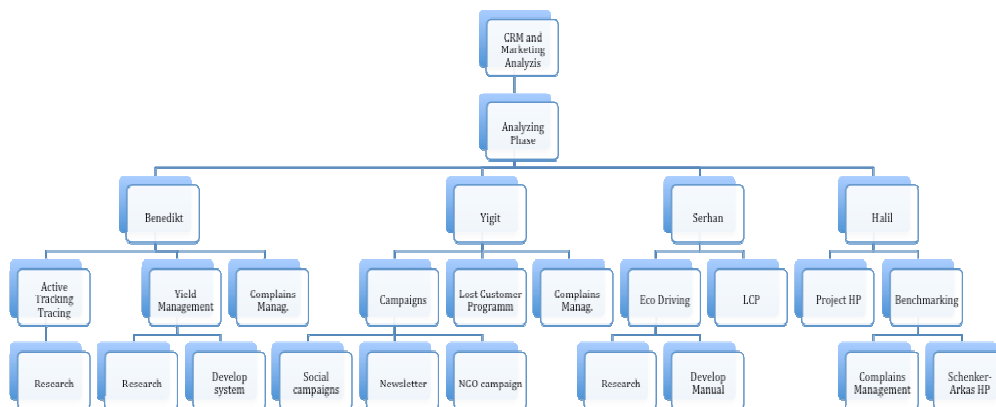 CRM and
Marketing
Analyzis
Analyzing
Phase
Benedikt
Yigit
Serhan
Halil
Active
Tracking
Tracing
Yield
Management
Complains
Manag.
Campaigns
Lost Customer
Programm
Complains
Manag.
Eco Driving
LCP
Project HP
Benchmarking
Research
Research
Develop
system
Social
campaigns
Newsletter
NGO campaign
Research
Develop
Manual
Complains
Management
Schenker-
Arkas HP